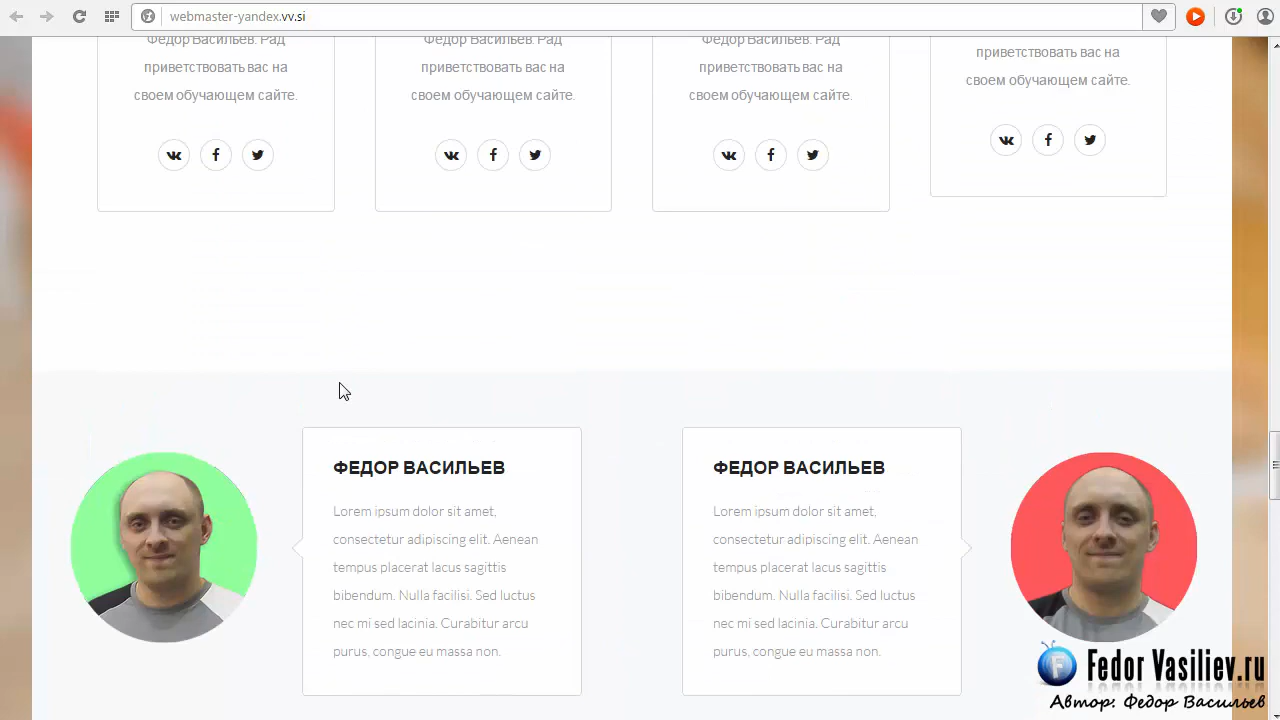 webmaster-yandex.vv.si
Федор Васильев. Рад
приветствовать вас на
своем обучающем сайте.
Федор Васильев. Рад
приветствовать вас на
своем обучающем сайте.
Федор Васильев. Рад
приветствовать вас на
своем обучающем сайте.
приветствовать вас на
своем обучающем сайте.
ФЕДОР ВАСИЛЬЕВ
Lorem ipsum dolor sit amet,
consectetur adipiscing elit. Aenean
tempus placerat lacus sagittis
bibendum. Nulla facilisi. Sed luctus
nec mi sed lacinia. Curabitur arcu
purus, congue eu massa non.
ФЕДОР ВАСИЛЬЕВ
Lorem ipsum dolor sit amet,
consectetur adipiscing elit. Aenean
tempus placerat lacus sagittis
bibendum. Nulla facilisi. Sed luctus
nec mi sed lacinia. Curabitur arcu
purus, congue eu massa non.
Fedor Vasiliev.ru
Автор: Федор Васильев